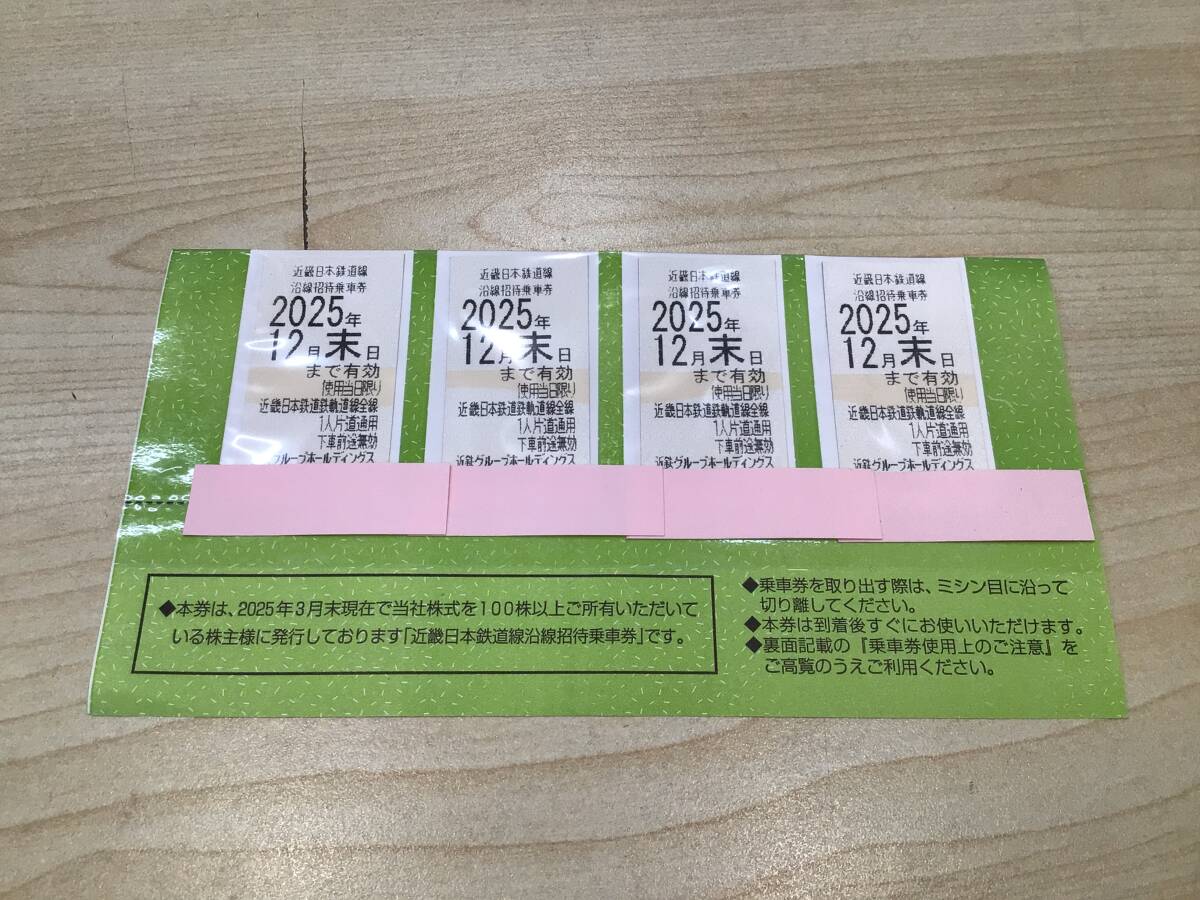 近畿日本鉄道線
沿線招待乗車券
2025年
12月末日
まで有効
(使用当日限り)
近畿日本鉄道鉄軌道線全線
1人片道通用
下車前途無効
グループホールディングス
近畿日本鉄道線
沿線招待乗車券
2025年
12月末日
まで有効
(使用当日限り)
近畿日本鉄道鉄軌道線全線
1人片道通用
下車前途無効
近鉄グループホールディングス
近畿日本鉄道線
沿線招待乗車券
2025年
12月末日
まで有効
(使用当日限り)
近畿日本鉄道鉄軌道線全線
1人片道通用
下車前途無効
近鉄グループホールディングス
近畿日本鉄道線
沿線招待乗車券
2025年
12月末日
まで有効
(使用当日限り)
近畿日本鉄道鉄軌道線全線
1人片道通用
下車前途無効
近鉄グループホールディングス
◆本券は、2025年3月末現在で当社株式を100株以上ご所有いただいて
いる株主様に発行しております「近畿日本鉄道線沿線招待乗車券」です。
◆乗車券を取り出す際は、ミシン目に沿って
切り離してください。
◆本券は到着後すぐにお使いいただけます。
◆裏面記載の『乗車券使用上のご注意』を
ご高覧のうえご利用ください。